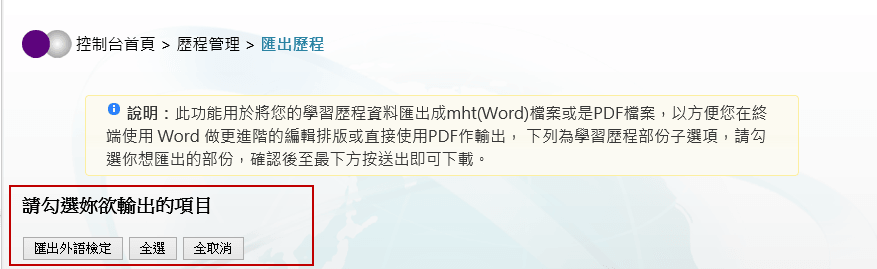 控制台首頁 > 歷程管理 > 匯出歷程
說明：此功能用於將您的學習歷程資料匯出成mht(Word)檔案或是PDF檔案，以方便您在終
端使用 Word 做更進階的編輯排版或直接使用PDF作輸出， 下列為學習歷程部份子選項，請勾
選你想匯出的部份，確認後至最下方按送出即可下載。
請勾選妳欲輸出的項目
匯出外語檢定 全選 全取消